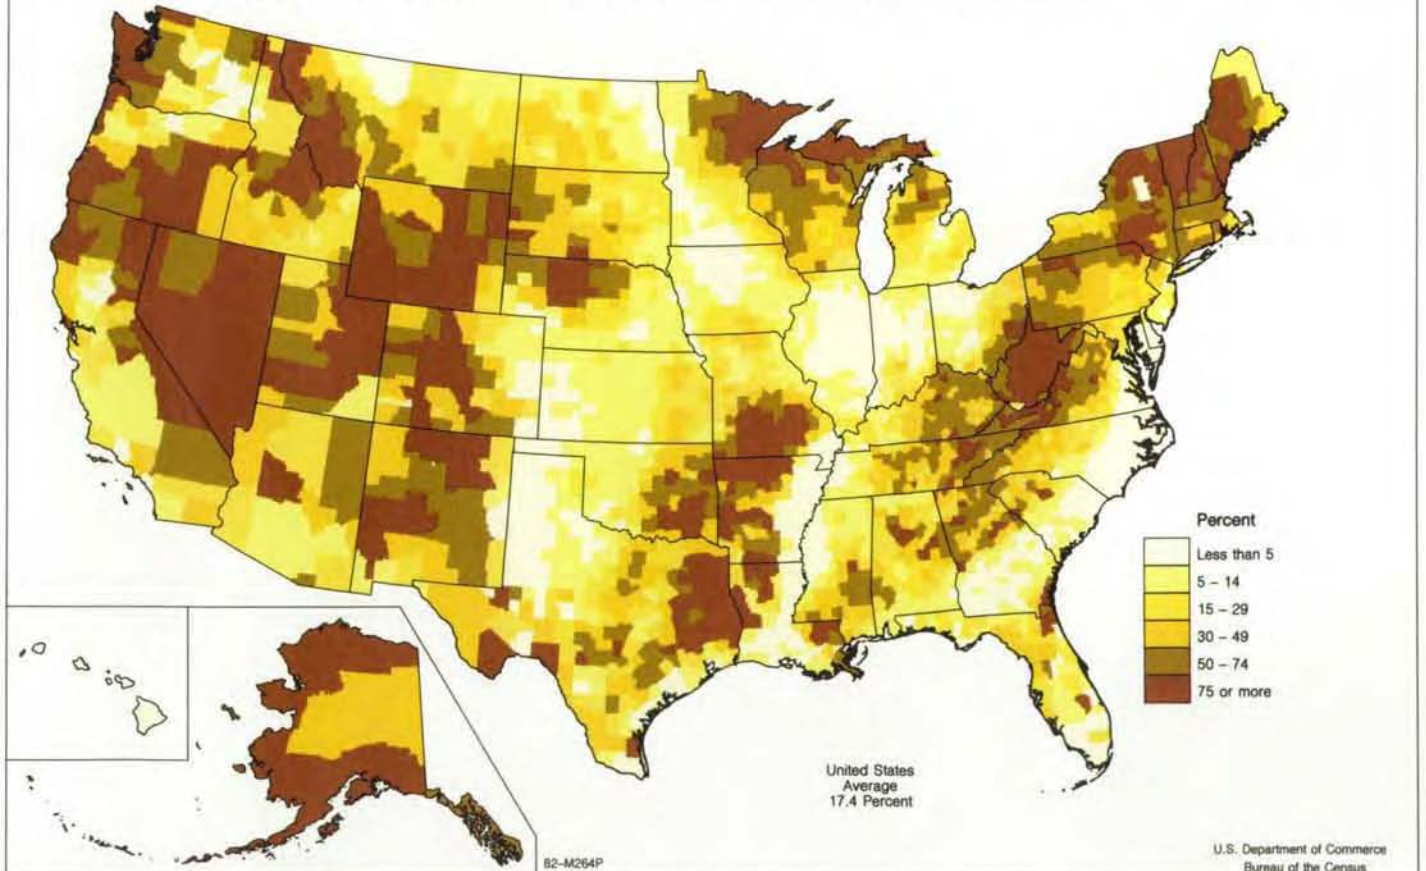 Percent
Less than 5
5 – 14
15 – 29
30 – 49
50 – 74
75 or more
United States
Average
17.4 Percent
82–M264P
U.S. Department of Commerce
Bureau of the Census